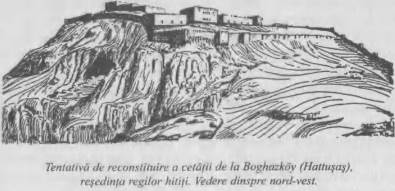 Tentativă de reconstituire a cetăţii de la Boghazköy (Hattuşaş),
reşedinţa regilor hitiţi. Vedere dinspre nord-vest.